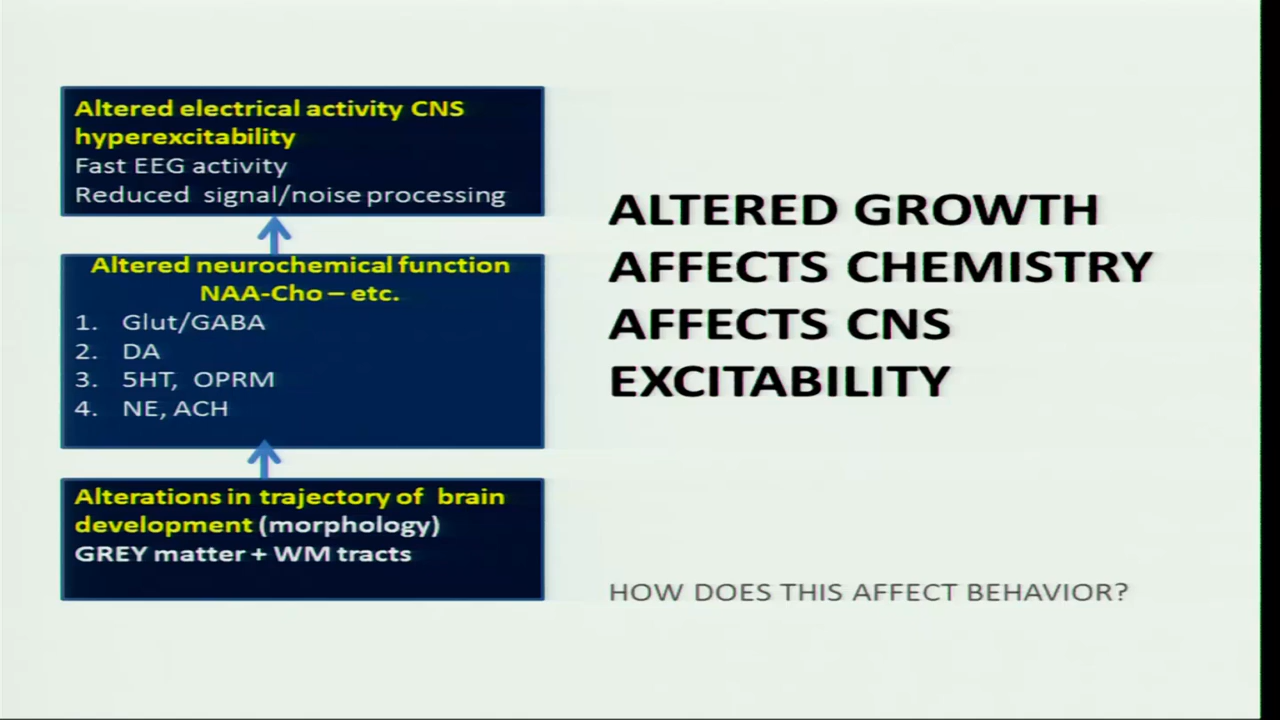 Altered electrical activity CNS
hyperexcitability
Fast EEG activity
Reduced signal/noise processing
Altered neurochemical function
NAA-Cho – etc.
1. Glut/GABA
2. DA
3. 5HT, OPRM
4. NE, ACH
Alterations in trajectory of brain
development (morphology)
GREY matter + WM tracts
ALTERED GROWTH
AFFECTS CHEMISTRY
AFFECTS CNS
EXCITABILITY
HOW DOES THIS AFFECT BEHAVIOR?